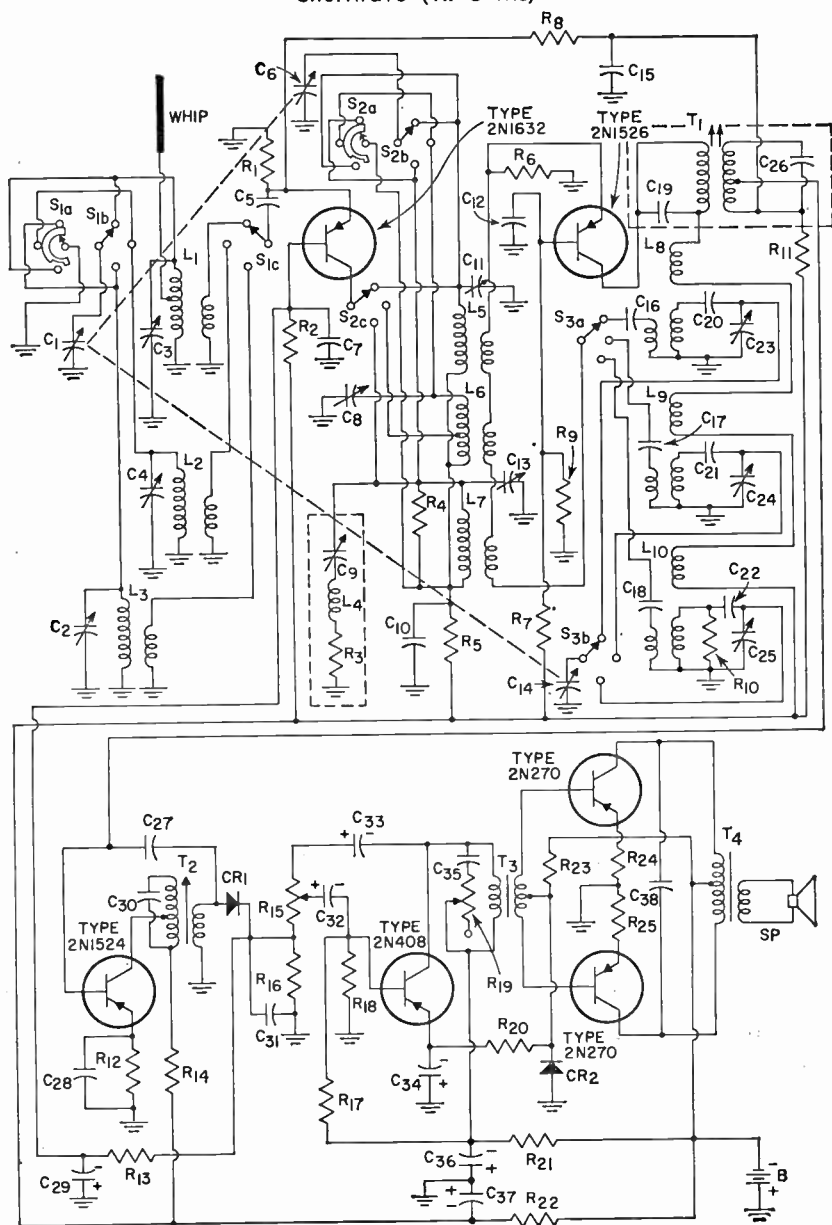 R8
C6
C15
S2a
S2b
TYPE
2N1632
TYPE
2N1526
T1
WHIP
R1
R6
C26
C5
C12
C19
S1a
S1b
L1
S1c
L8
R11
C11
L5
S2c
S3a
C16
C20
C1
C3
R2
C7
C23
C8
L6
L9
C17
L2
C4
C13
R9
C21
C24
L7
R4
L3
C9
L10
C22
C2
L4
C18
R3
C10
R5
R7
S3b
C25
C14
R10
TYPE
2N270
C27
C33
T2
T3
T4
C35
R23
R24
CR1
C30
R15
C32
TYPE
2N408
C38
TYPE
2N1524
R25
SP
R16
R18
R19
C31
R20
TYPE
2N270
R12
C28
R14
C34
CR2
R17
R13
C36
R21
B
C29
C37
R22